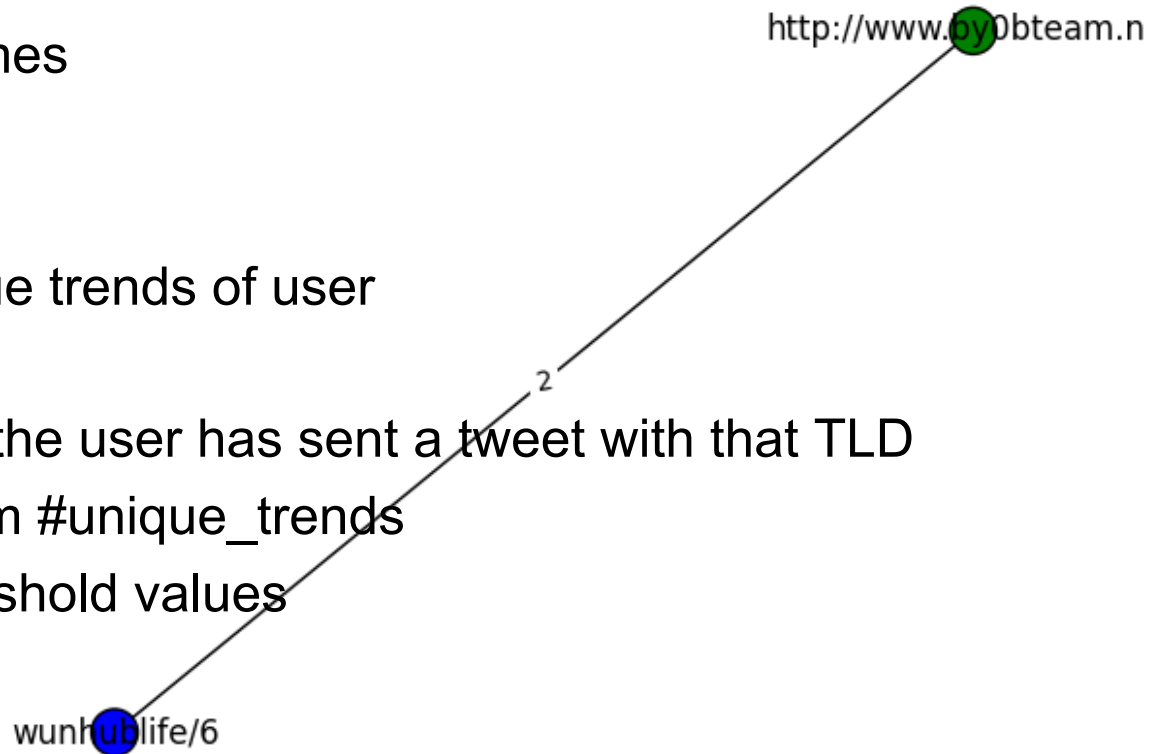 http://www.by0bteam.n
nes
ue trends of user
2
the user has sent a tweet with that TLD
m #unique_trends
shold values
wunhublife/6